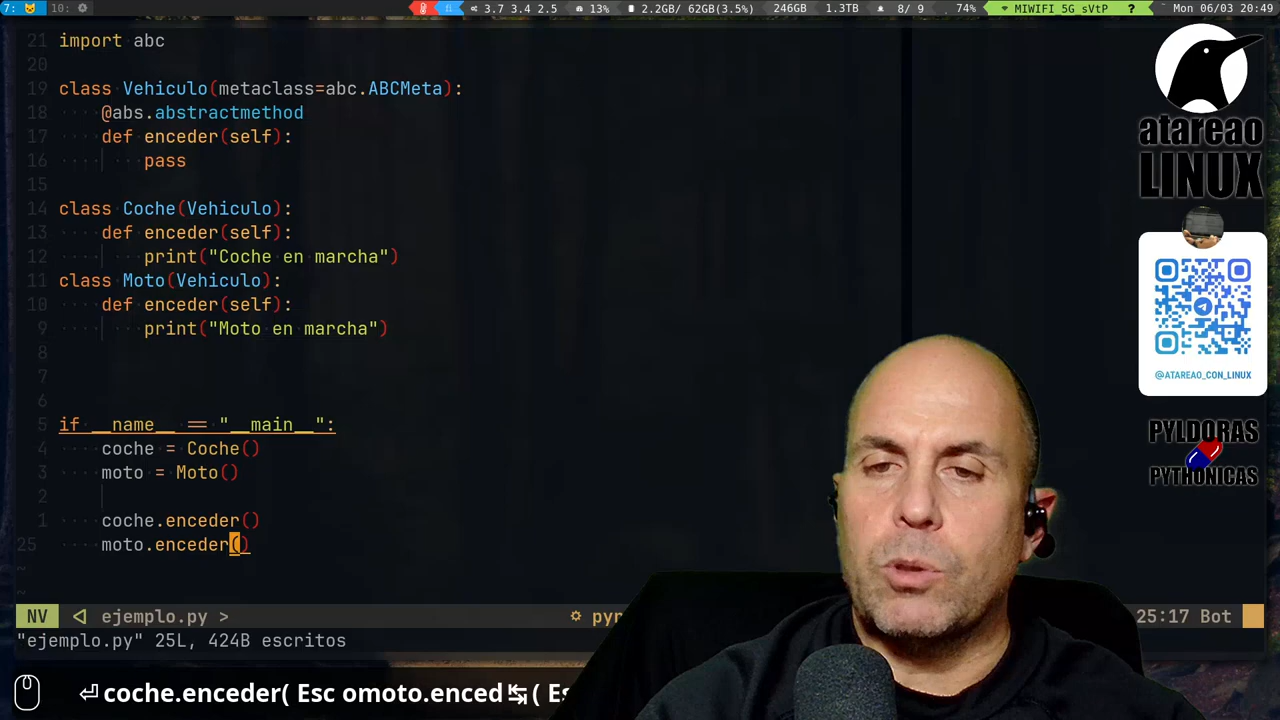 7: 10: 3.7 3.4 2.5 13% 2.2GB/ 62GB(3.5%) 246GB 1.3TB 8/ 9 74% MIWIFI_5G_sVtP ? Mon 06/03 20:49
21 import abc
20
19 class Vehiculo(metaclass=abc.ABCMeta):
18 @abs.abstractmethod
17 def enceder(self):
16 pass
15
14 class Coche(Vehiculo):
13 def enceder(self):
12 print("Coche en marcha")
11 class Moto(Vehiculo):
10 def enceder(self):
9 print("Moto en marcha")
8
7
6
5 if __name__ == "__main__":
4 coche = Coche()
3 moto = Moto()
2
1 coche.enceder()
25 moto.enceder()
~
~
NV ejemplo.py > pyr 25:17 Bot
"ejemplo.py" 25L, 424B escritos
⏎ coche.enceder( Esc omoto.enced↹( Es
atareao
LINUX
@ATAREAO_CON_LINUX
PYLDORAS
PYTHONICAS